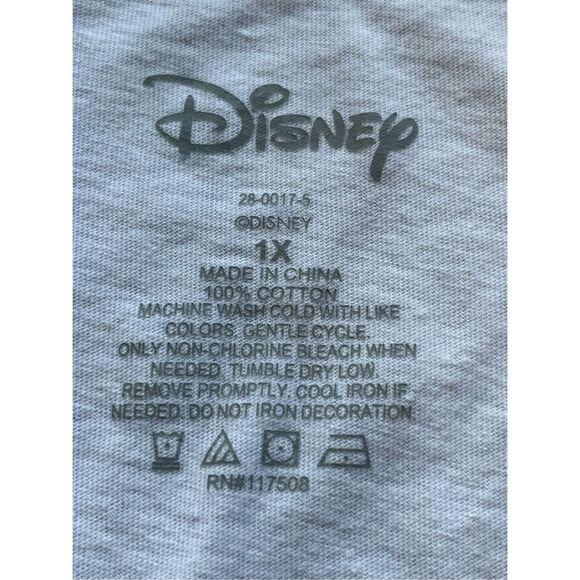 Disney
28-0017-5
©DISNEY
1X
MADE IN CHINA
100% COTTON
MACHINE WASH COLD WITH LIKE
COLORS. GENTLE CYCLE.
ONLY NON-CHLORINE BLEACH WHEN
NEEDED. TUMBLE DRY LOW.
REMOVE PROMPTLY. COOL IRON IF
NEEDED. DO NOT IRON DECORATION.
RN#117508